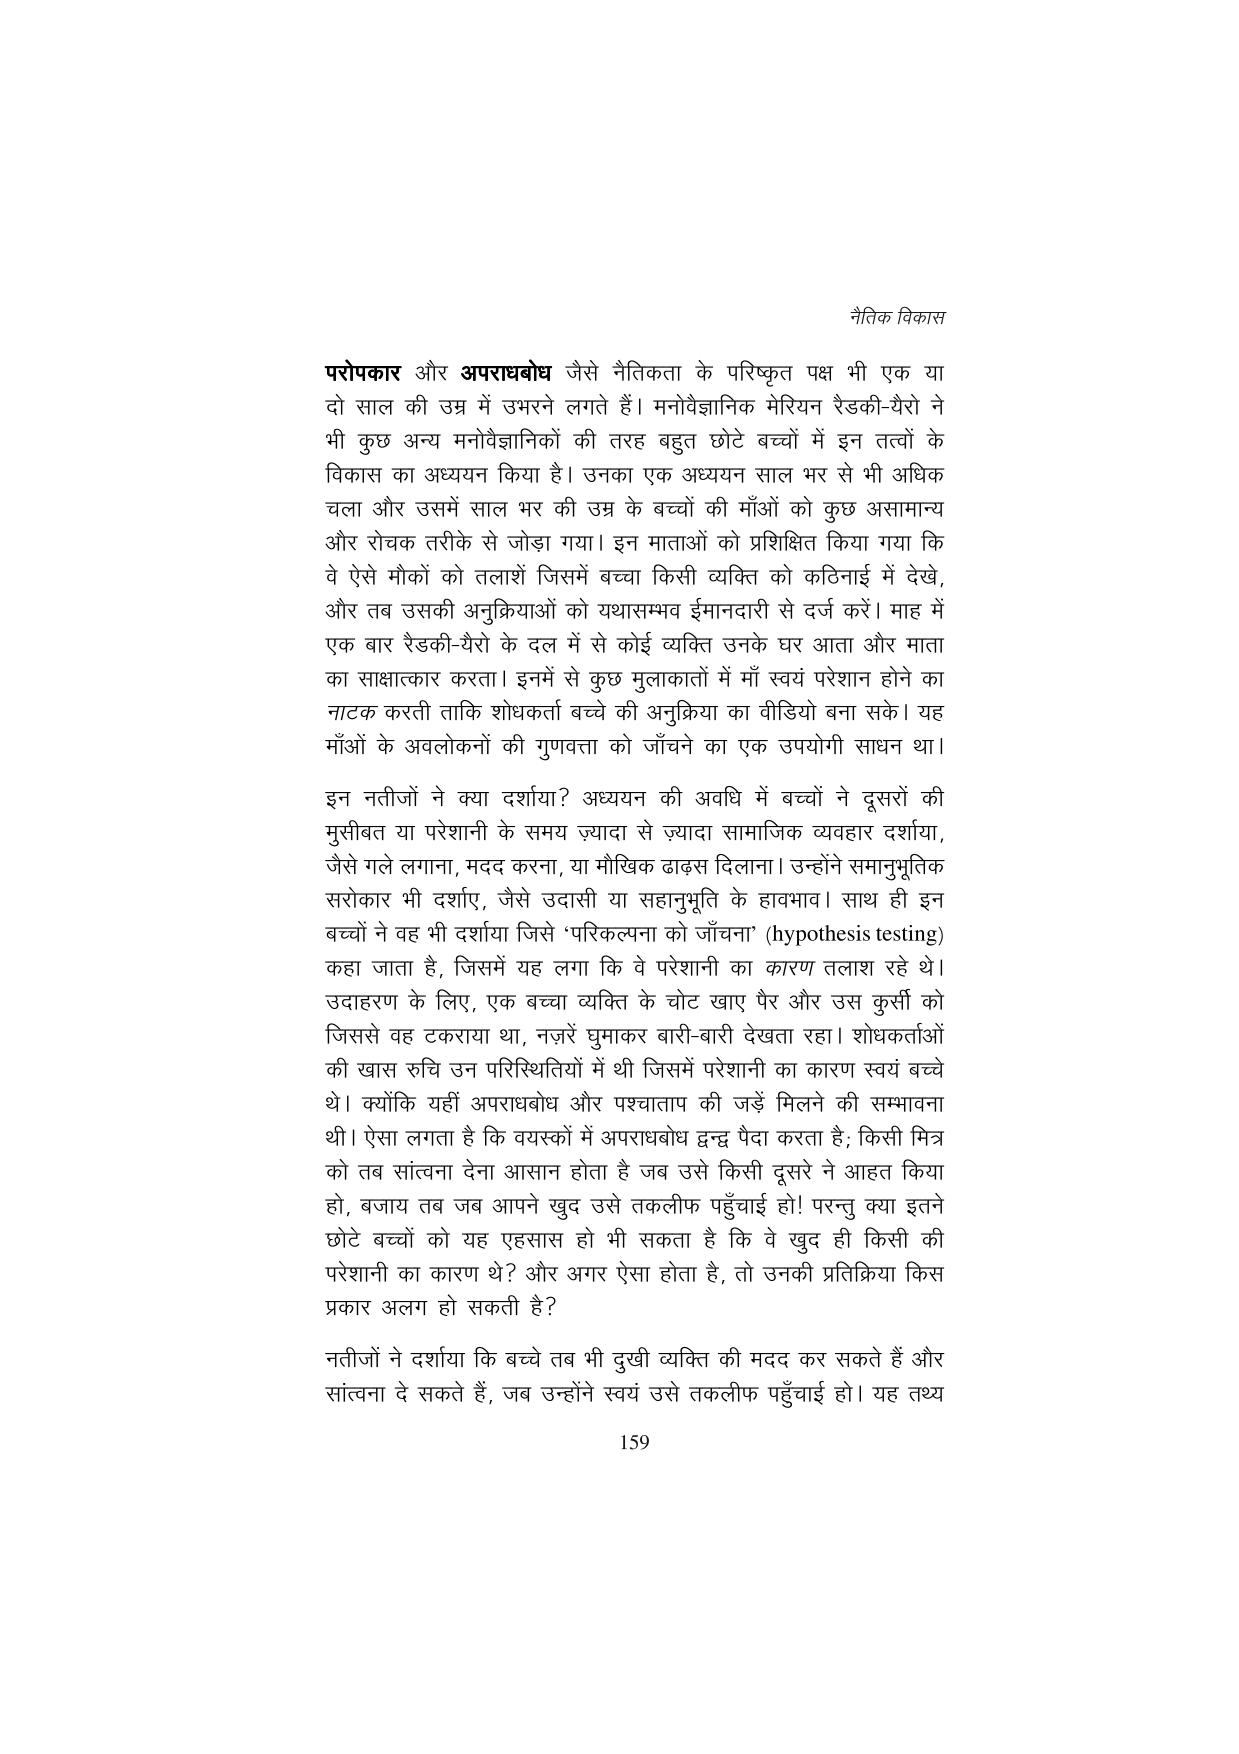 नैतिक विकास
परोपकार और अपराधबोध जैसे नैतिकता के परिष्कृत पक्ष भी एक या
दो साल की उम्र में उभरने लगते हैं। मनोवैज्ञानिक मेरियन रैडकी-यैरो ने
भी कुछ अन्य मनोवैज्ञानिकों की तरह बहुत छोटे बच्चों में इन तत्वों के
विकास का अध्ययन किया है। उनका एक अध्ययन साल भर से भी अधिक
चला और उसमें साल भर की उम्र के बच्चों की माँओं को कुछ असामान्य
और रोचक तरीके से जोड़ा गया। इन माताओं को प्रशिक्षित किया गया कि
वे ऐसे मौकों को तलाशें जिसमें बच्चा किसी व्यक्ति को कठिनाई में देखे,
और तब उसकी अनुक्रियाओं को यथासम्भव ईमानदारी से दर्ज करें। माह में
एक बार रैडकी-यैरो के दल में से कोई व्यक्ति उनके घर आता और माता
का साक्षात्कार करता। इनमें से कुछ मुलाकातों में माँ स्वयं परेशान होने का
नाटक करती ताकि शोधकर्ता बच्चे की अनुक्रिया का वीडियो बना सके। यह
माँओं के अवलोकनों की गुणवत्ता को जाँचने का एक उपयोगी साधन था।
इन नतीजों ने क्या दर्शाया? अध्ययन की अवधि में बच्चों ने दूसरों की
मुसीबत या परेशानी के समय ज़्यादा से ज़्यादा सामाजिक व्यवहार दर्शाया,
जैसे गले लगाना, मदद करना, या मौखिक ढाढ़स दिलाना। उन्होंने समानुभूतिक
सरोकार भी दर्शाए, जैसे उदासी या सहानुभूति के हावभाव। साथ ही इन
बच्चों ने वह भी दर्शाया जिसे ‘परिकल्पना को जाँचना’ (hypothesis testing)
कहा जाता है, जिसमें यह लगा कि वे परेशानी का कारण तलाश रहे थे।
उदाहरण के लिए, एक बच्चा व्यक्ति के चोट खाए पैर और उस कुर्सी को
जिससे वह टकराया था, नज़रें घुमाकर बारी-बारी देखता रहा। शोधकर्ताओं
की खास रुचि उन परिस्थितियों में थी जिसमें परेशानी का कारण स्वयं बच्चे
थे। क्योंकि यहीं अपराधबोध और पश्चाताप की जड़ें मिलने की सम्भावना
थी। ऐसा लगता है कि वयस्कों में अपराधबोध द्वन्द्व पैदा करता है; किसी मित्र
को तब सांत्वना देना आसान होता है जब उसे किसी दूसरे ने आहत किया
हो, बजाय तब जब आपने खुद उसे तकलीफ पहुँचाई हो! परन्तु क्या इतने
छोटे बच्चों को यह एहसास हो भी सकता है कि वे खुद ही किसी की
परेशानी का कारण थे? और अगर ऐसा होता है, तो उनकी प्रतिक्रिया किस
प्रकार अलग हो सकती है?
नतीजों ने दर्शाया कि बच्चे तब भी दुखी व्यक्ति की मदद कर सकते हैं और
सांत्वना दे सकते हैं, जब उन्होंने स्वयं उसे तकलीफ पहुँचाई हो। यह तथ्य
159